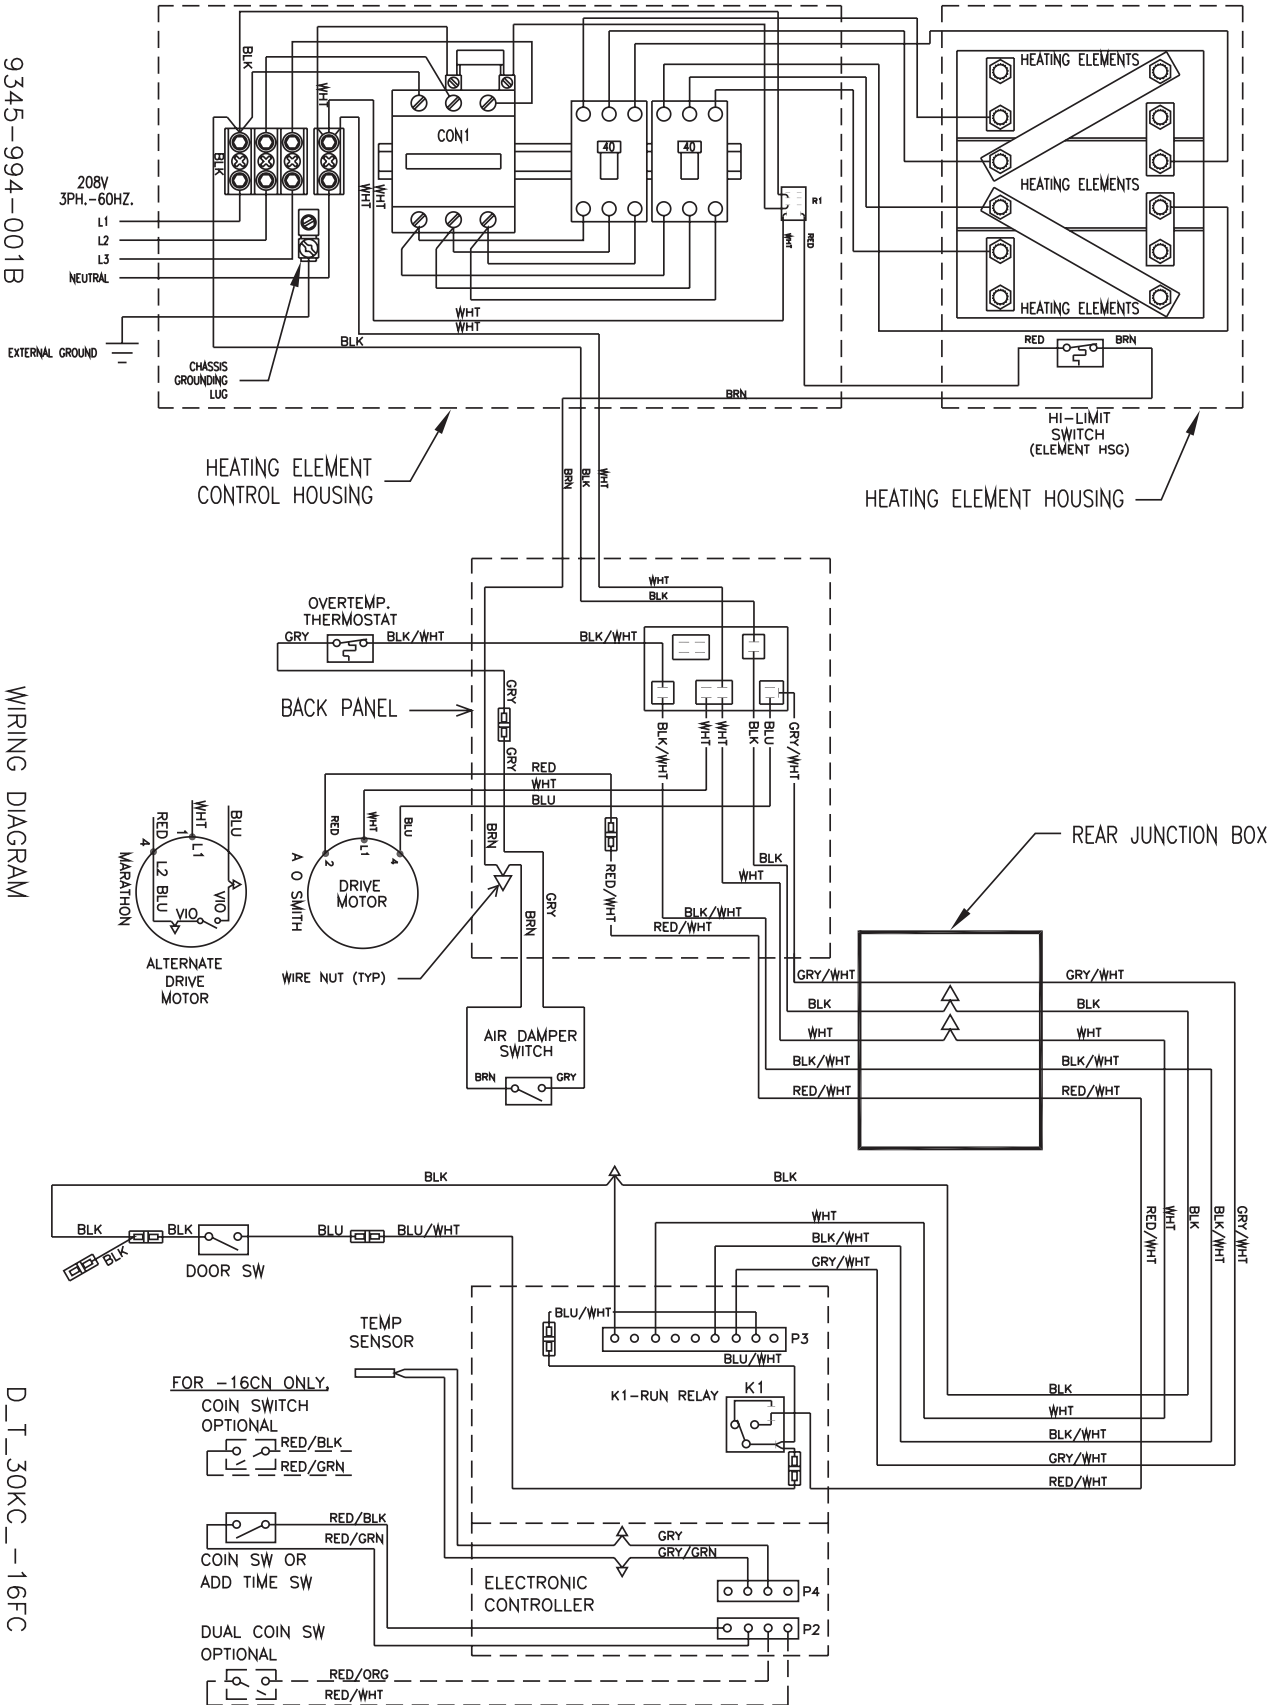 9345-994-001B
WIRING DIAGRAM
D_T_30KC_-16FC
BLK
WHT
BLK
WHT
WHT
208V
3PH.-60HZ.
L1
L2
L3
NEUTRAL
EXTERNAL GROUND
CHASSIS
GROUNDING
LUG
CON1
40
40
R1
WHT
RED
WHT
WHT
BLK
HEATING ELEMENTS
HEATING ELEMENTS
HEATING ELEMENTS
RED
BRN
BRN
HI-LIMIT
SWITCH
(ELEMENT HSG)
HEATING ELEMENT
CONTROL HOUSING
HEATING ELEMENT HOUSING
BRN
BLK
WHT
WHT
BLK
OVERTEMP.
THERMOSTAT
GRY
BLK/WHT
BLK/WHT
BACK PANEL
GRY
GRY
BLK/WHT
WHT
WHT
BLK
BLU
GRY/WHT
RED
WHT
BLU
RED
WHT
BLU
2
L1
4
DRIVE
MOTOR
A O SMITH
RED
WHT
BLU
4
1
L1
L2
BLU
VIO
VIO
MARATHON
ALTERNATE
DRIVE
MOTOR
BRN
WIRE NUT (TYP)
BRN
GRY
RED/WHT
BLK
WHT
BLK/WHT
RED/WHT
REAR JUNCTION BOX
GRY/WHT
BLK
WHT
BLK/WHT
RED/WHT
GRY/WHT
BLK
WHT
BLK/WHT
RED/WHT
AIR DAMPER
SWITCH
BRN
GRY
BLK
BLK
BLK
BLK
BLK
BLU
BLU/WHT
DOOR SW
WHT
BLK/WHT
GRY/WHT
RED/WHT
WHT
BLK
BLK/WHT
GRY/WHT
BLU/WHT
P3
BLU/WHT
K1-RUN RELAY
K1
BLK
WHT
BLK/WHT
GRY/WHT
RED/WHT
TEMP
SENSOR
FOR -16CN ONLY.
COIN SWITCH
OPTIONAL
RED/BLK
RED/GRN
RED/BLK
RED/GRN
COIN SW OR
ADD TIME SW
GRY
GRY/GRN
ELECTRONIC
CONTROLLER
P4
P2
DUAL COIN SW
OPTIONAL
RED/ORG
RED/WHT